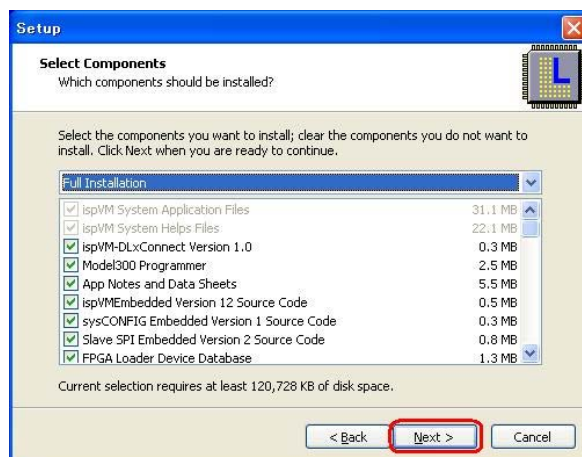 Setup
Select Components
Which components should be installed?
L
Select the components you want to install; clear the components you do not want to
install. Click Next when you are ready to continue.
Full Installation
ispVM System Application Files 31.1 MB
ispVM System Helps Files 22.1 MB
ispVM-DLxConnect Version 1.0 0.3 MB
Model300 Programmer 2.5 MB
App Notes and Data Sheets 5.5 MB
ispVMEmbedded Version 12 Source Code 0.5 MB
sysCONFIG Embedded Version 1 Source Code 0.3 MB
Slave SPI Embedded Version 2 Source Code 0.8 MB
FPGA Loader Device Database 1.3 MB
Current selection requires at least 120,728 KB of disk space.
< Back Next > Cancel